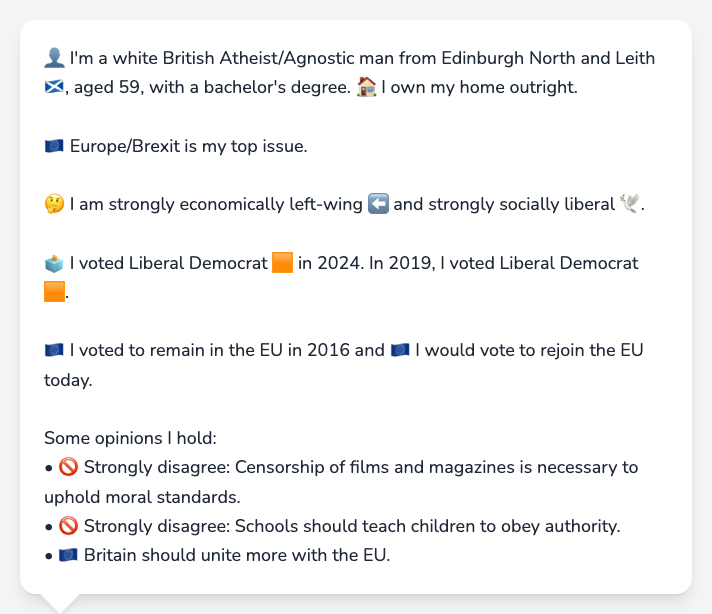 👤 I'm a white British Atheist/Agnostic man from Edinburgh North and Leith
🏴󠁧󠁢󠁳󠁣󠁴󠁿, aged 59, with a bachelor's degree. 🏠 I own my home outright.
🇪🇺 Europe/Brexit is my top issue.
🤔 I am strongly economically left-wing ⬅️ and strongly socially liberal 🕊️.
🗳️ I voted Liberal Democrat 🟧 in 2024. In 2019, I voted Liberal Democrat
🟧.
🇪🇺 I voted to remain in the EU in 2016 and 🇪🇺 I would vote to rejoin the EU
today.
Some opinions I hold:
• 🚫 Strongly disagree: Censorship of films and magazines is necessary to
uphold moral standards.
• 🚫 Strongly disagree: Schools should teach children to obey authority.
• 🇪🇺 Britain should unite more with the EU.